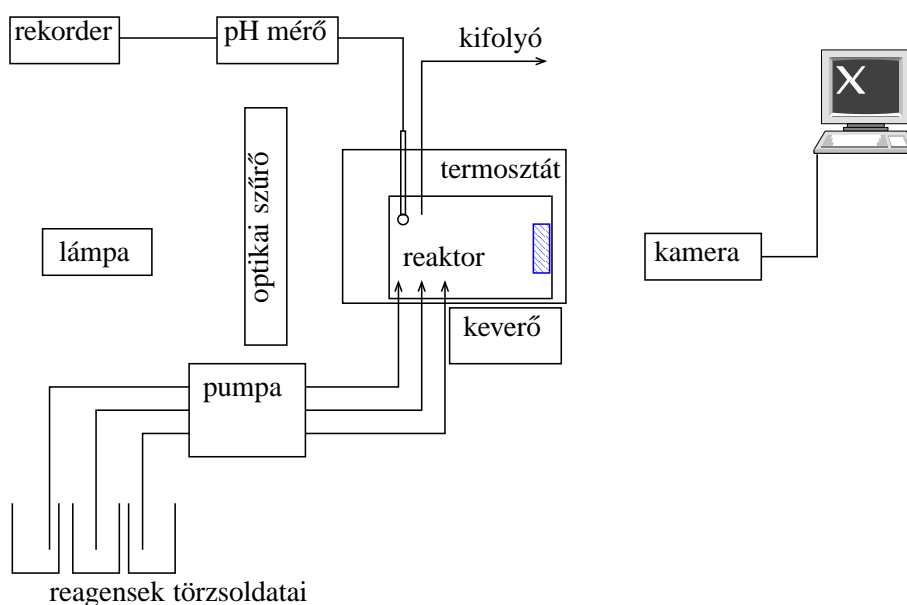 rekorder
pH mérő
kifolyó
X
optikai szűrő
termosztát
lámpa
reaktor
kamera
keverő
pumpa
reagensek törzsoldatai